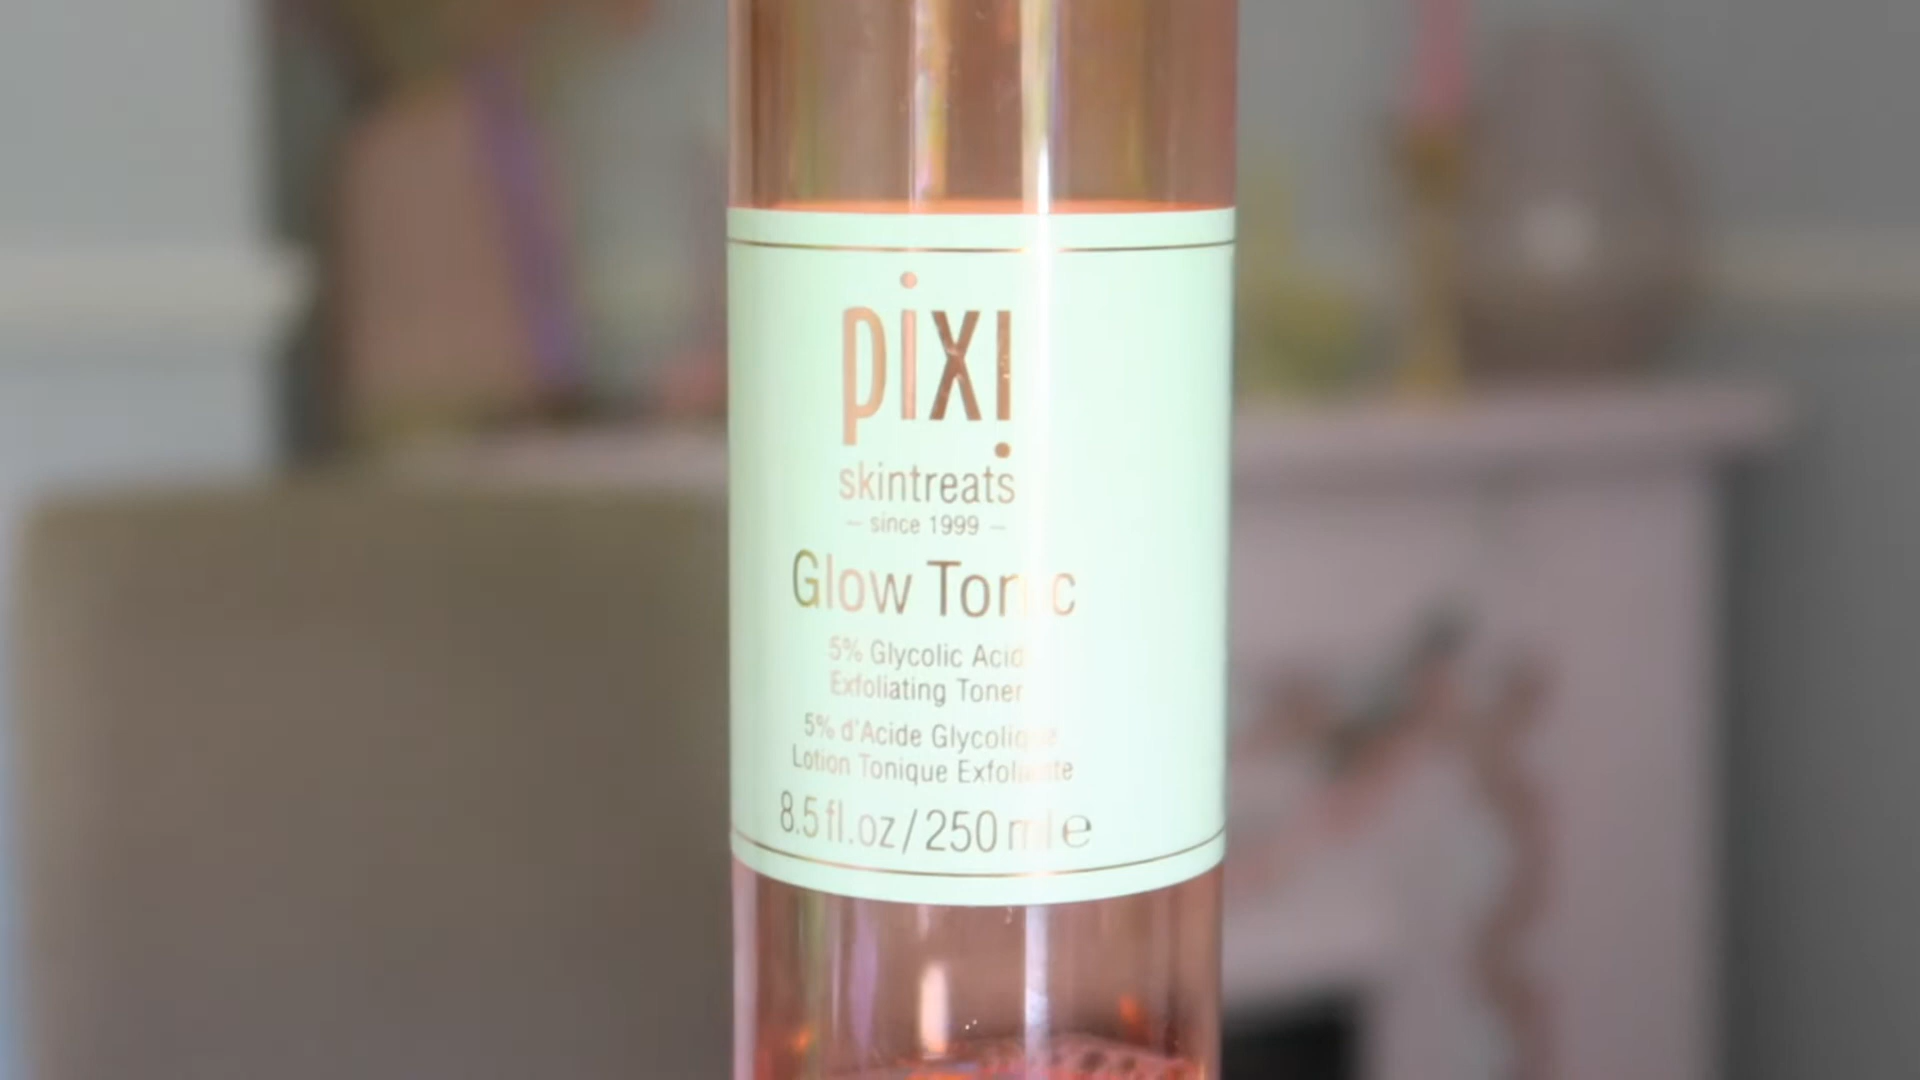 pixi
skintreats
– since 1999 –
Glow Tonic
5% Glycolic Acid
Exfoliating Toner
5% d'Acide Glycolique
Lotion Tonique Exfoliante
8.5 fl.oz / 250 ml ℮